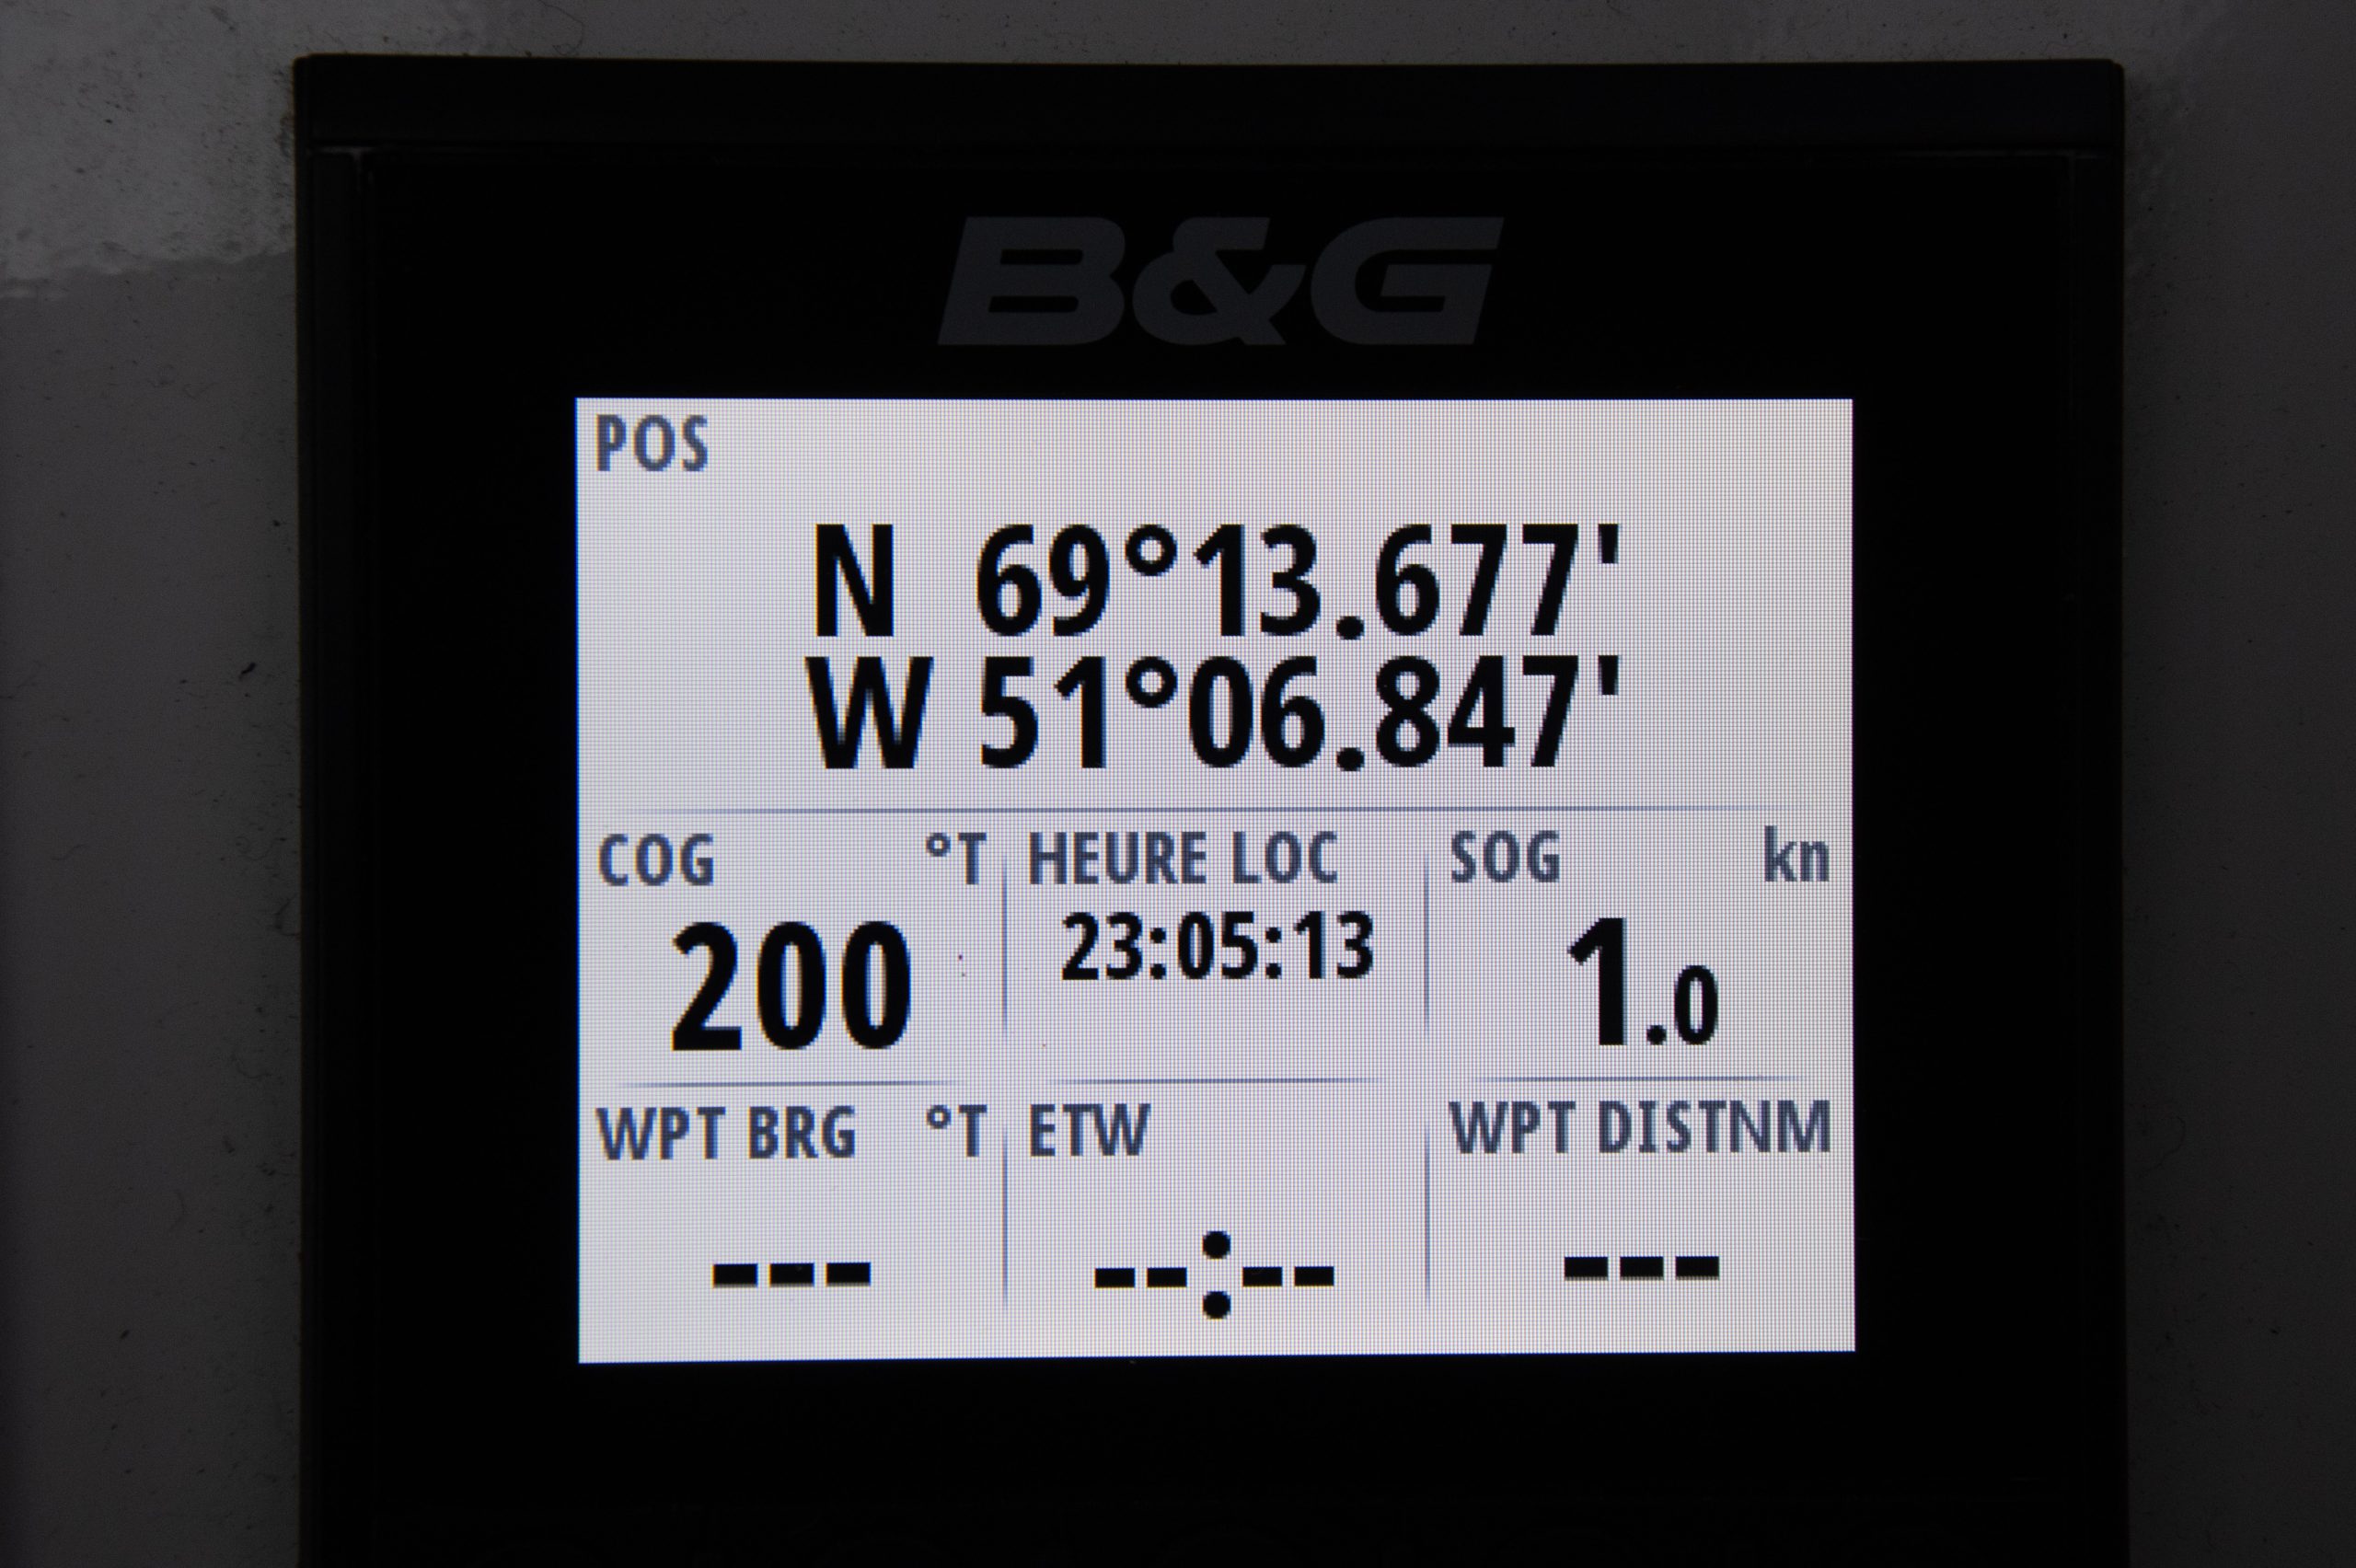 B&G
POS
N 69°13.677'
W 51°06.847'
COG °T HEURE LOC SOG kn
200 23:05:13 1.0
WPT BRG °T ETW WPT DISTNM
--- --:-- ---